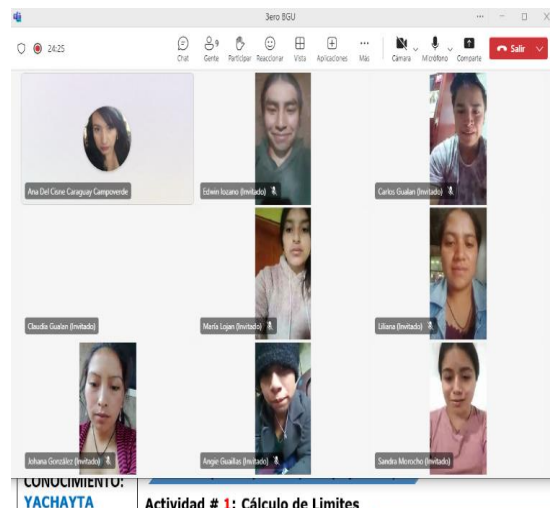 3ero BGU
24:25
9
Chat
Gente
Participar
Reaccionar
Vista
Aplicaciones
Más
Cámara
Micrófono
Comparte
Salir
Ana Del Cisne Caraguay Campoverde
Edwin lozano (Invitado)
Carlos Gualan (Invitado)
Claudia Gualan (Invitado)
María Lojan (Invitado)
Liliana (Invitado)
Johana González (Invitado)
Angie Guaillas (Invitado)
Sandra Morocho (Invitado)
CONOCIMIENTO:
YACHAYTA
Actividad # 1: Cálculo de Limites